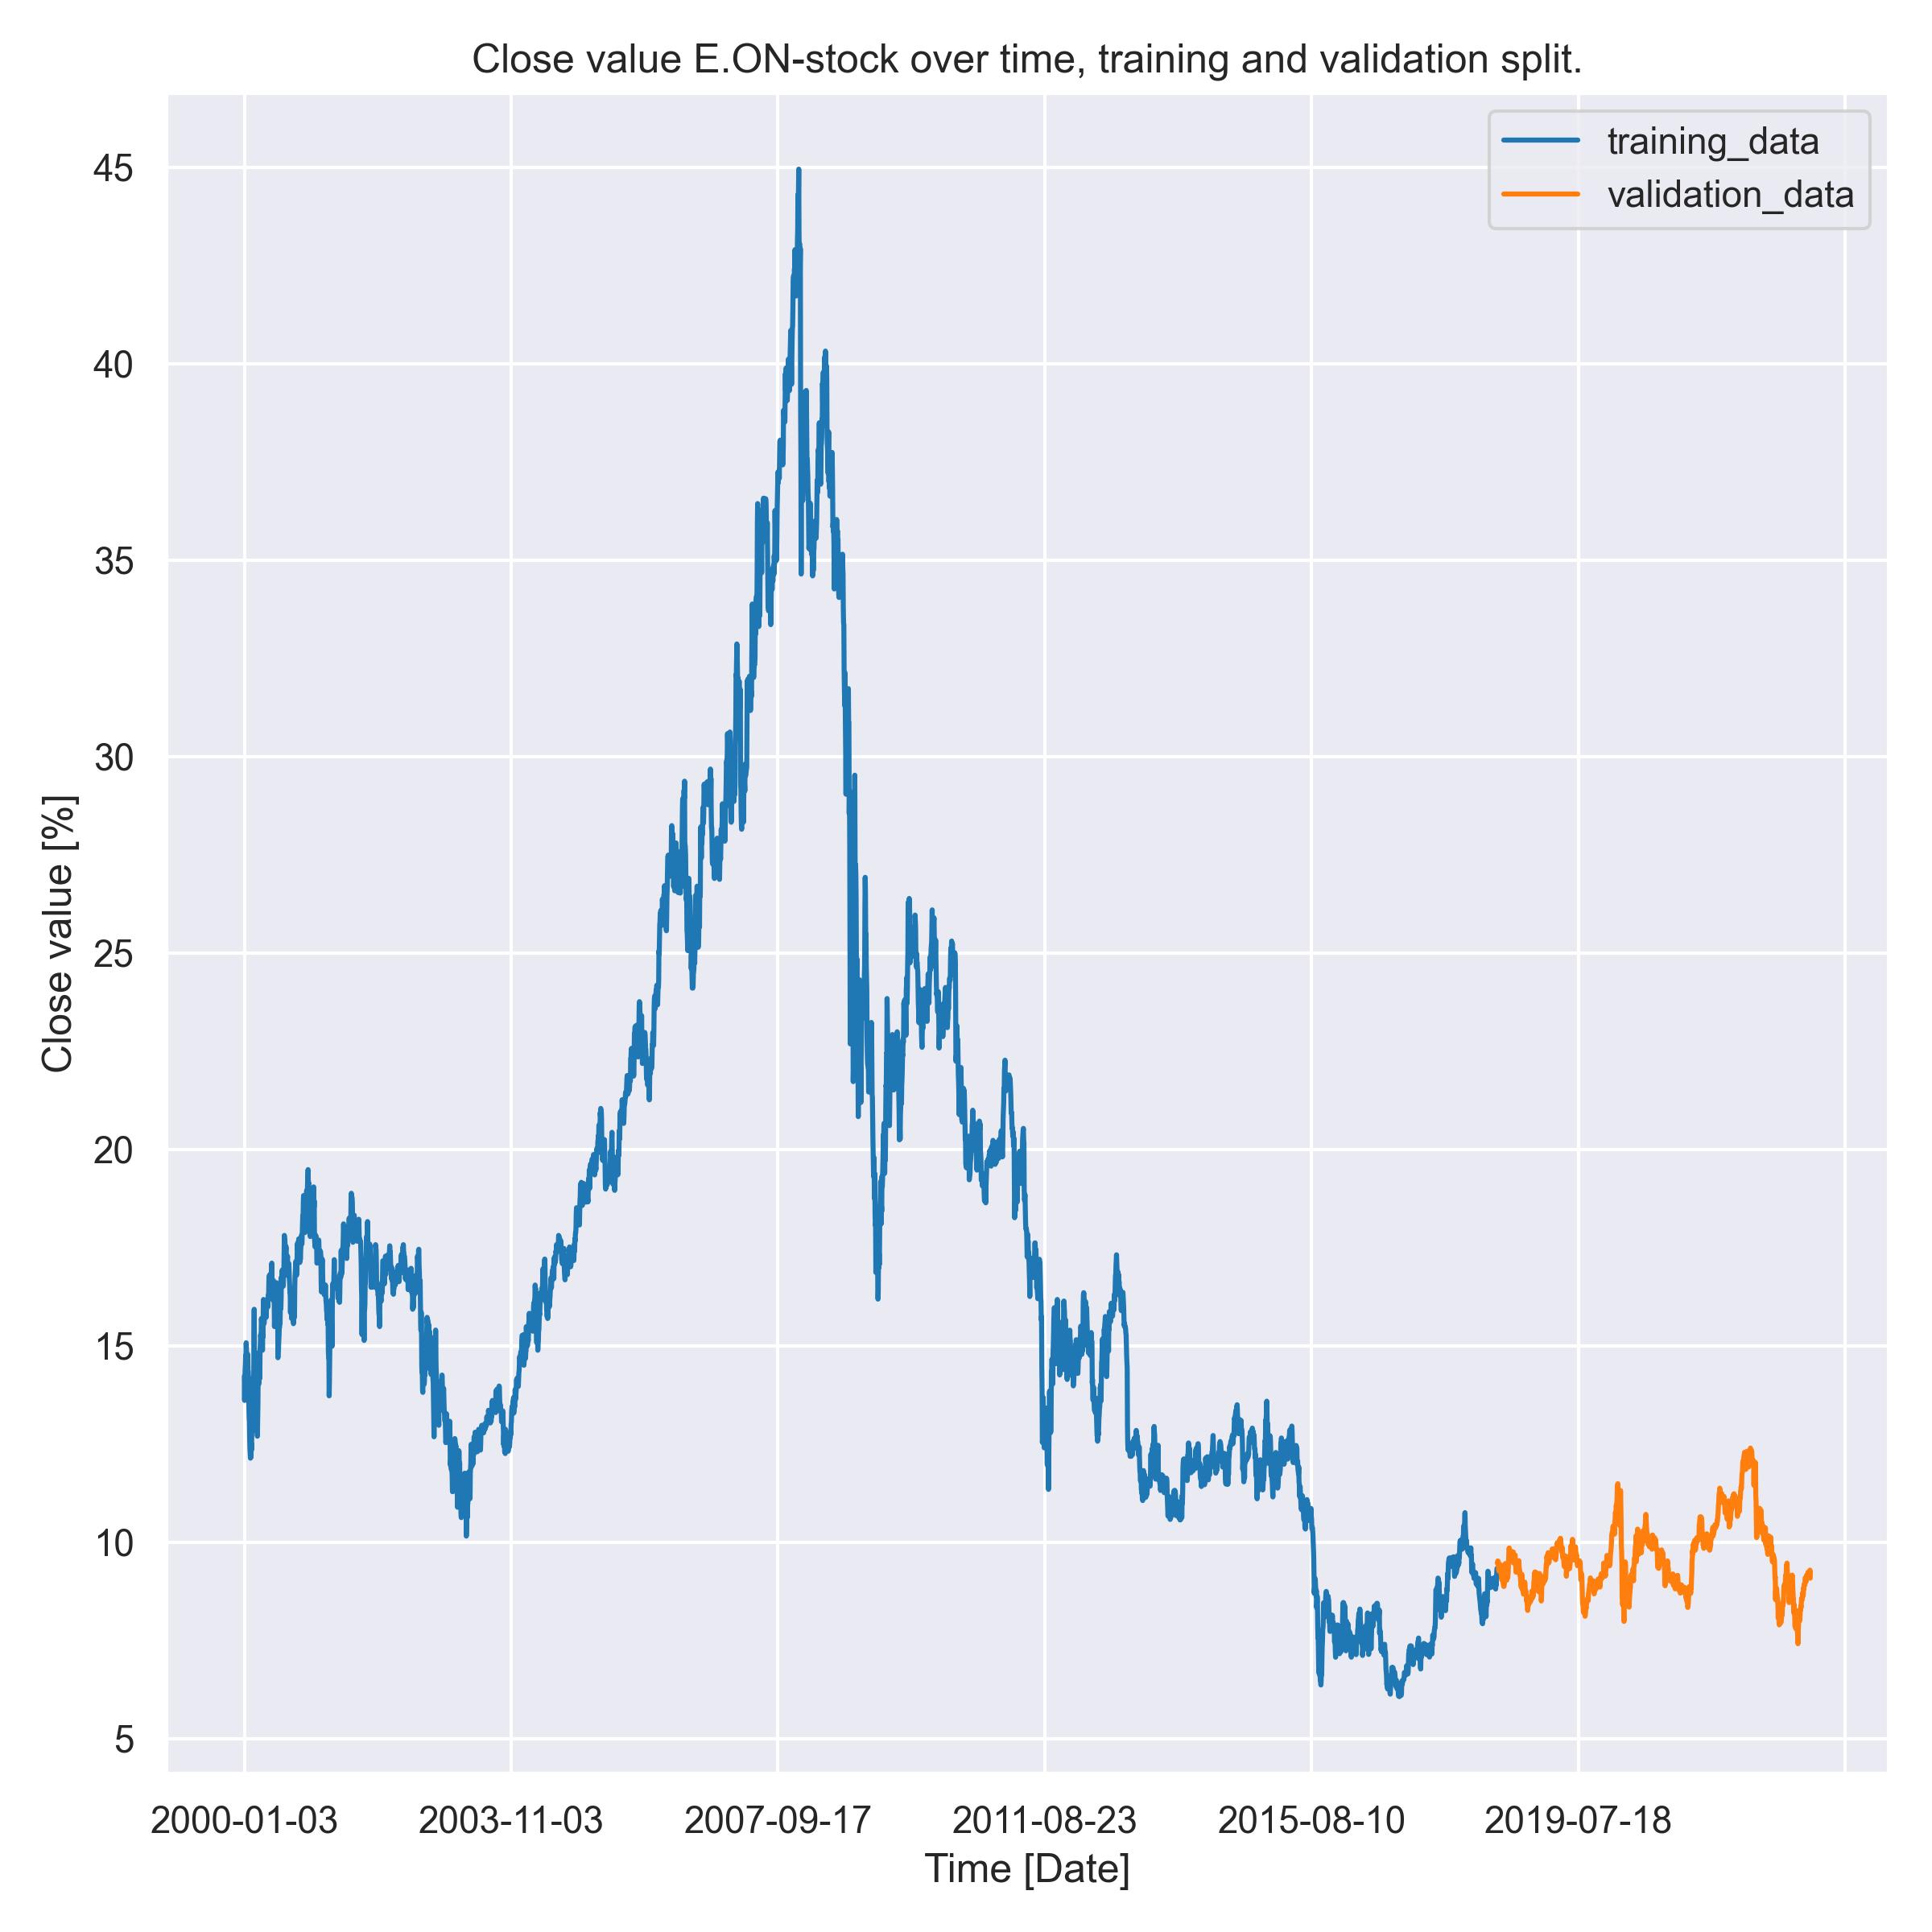 Close value E.ON-stock over time, training and validation split.
training_data
validation_data
45
40
35
30
25
20
15
10
5
Close value [%]
2000-01-03 2003-11-03 2007-09-17 2011-08-23 2015-08-10 2019-07-18
Time [Date]